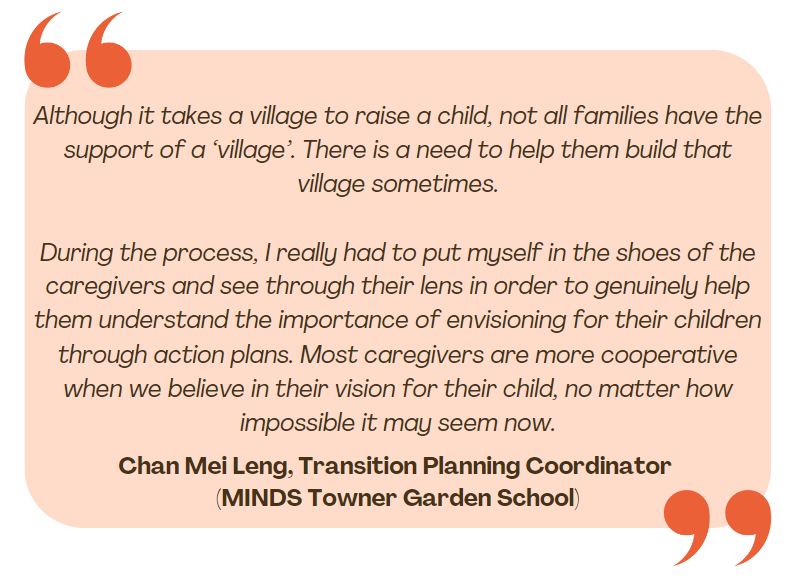 Although it takes a village to raise a child, not all families have the
support of a ‘village’. There is a need to help them build that
village sometimes.
During the process, I really had to put myself in the shoes of the
caregivers and see through their lens in order to genuinely help
them understand the importance of envisioning for their children
through action plans. Most caregivers are more cooperative
when we believe in their vision for their child, no matter how
impossible it may seem now.
Chan Mei Leng, Transition Planning Coordinator
(MINDS Towner Garden School)